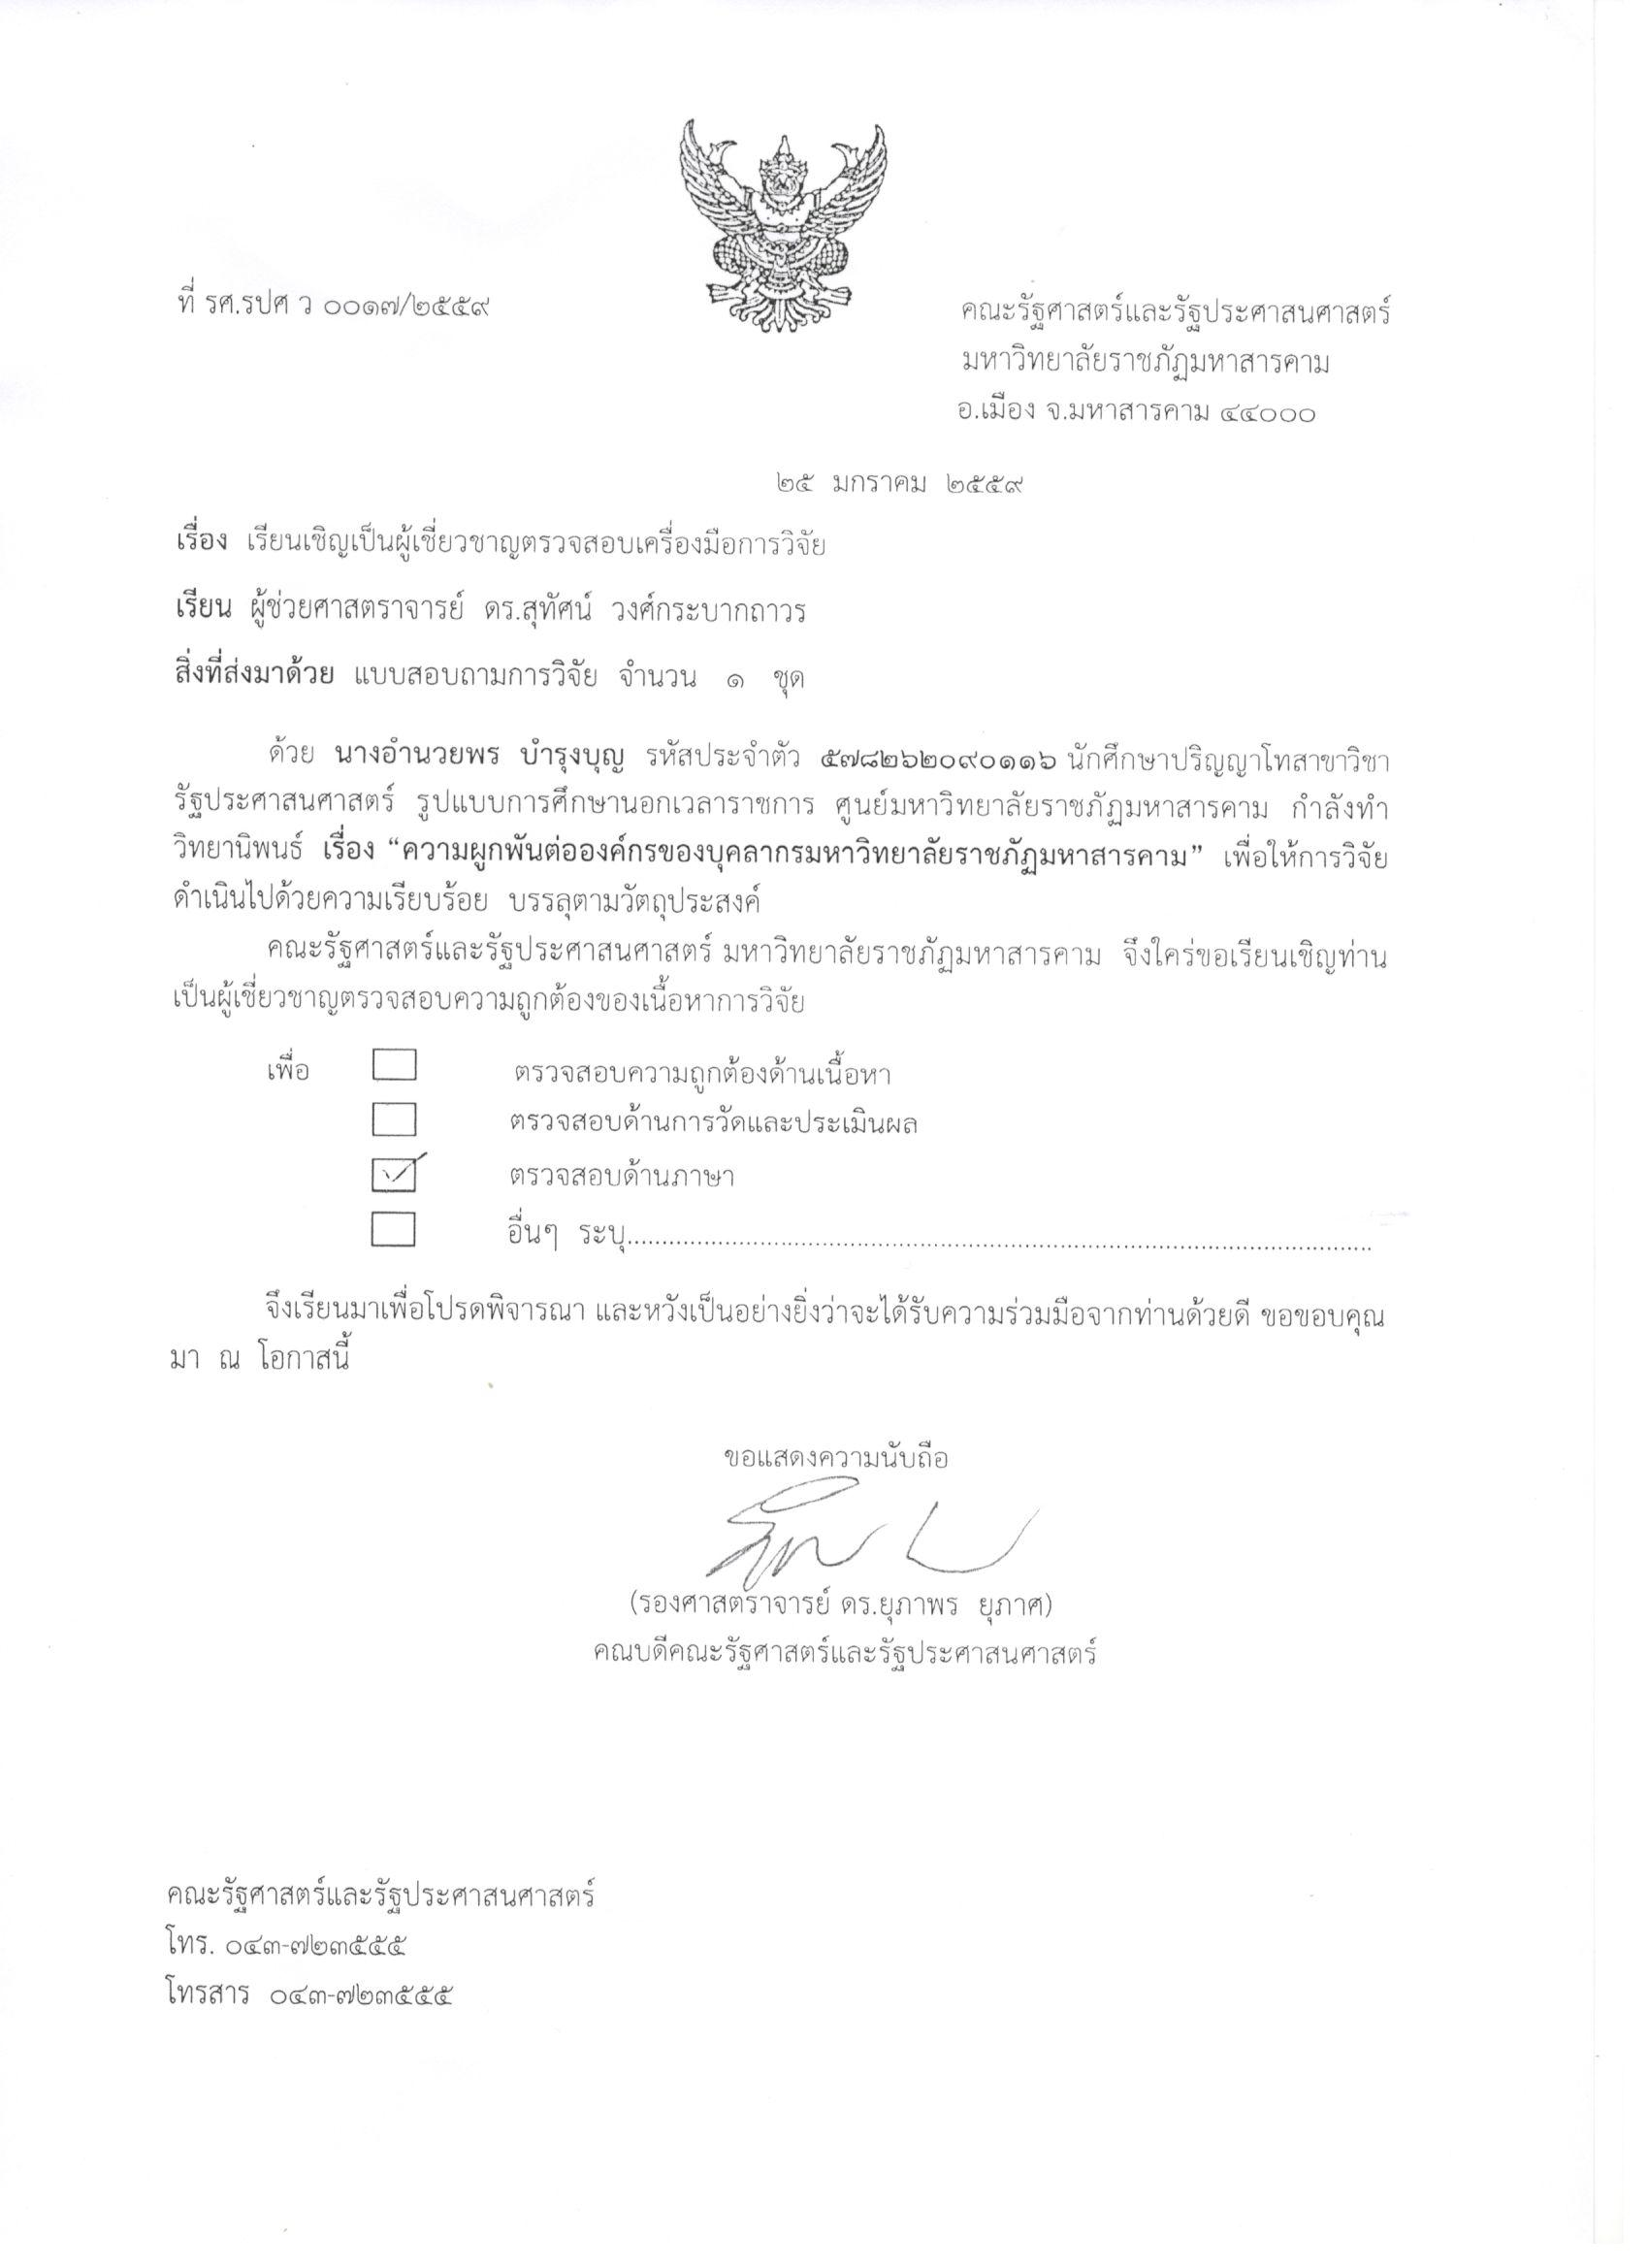 ที่ รศ.รปศ ว ๐๐๑๗/๒๕๕๙
คณะรัฐศาสตร์และรัฐประศาสนศาสตร์
มหาวิทยาลัยราชภัฏมหาสารคาม
อ.เมือง จ.มหาสารคาม ๔๔๐๐๐
๒๕ มกราคม ๒๕๕๙
เรื่อง เรียนเชิญเป็นผู้เชี่ยวชาญตรวจสอบเครื่องมือการวิจัย
เรียน ผู้ช่วยศาสตราจารย์ ดร.สุทัศน์ วงศ์กระบากถาวร
สิ่งที่ส่งมาด้วย แบบสอบถามการวิจัย จำนวน ๑ ชุด
ด้วย นางอำนวยพร บำรุงบุญ รหัสประจำตัว ๕๗๘๒๖๒๐๙๐๑๑๖ นักศึกษาปริญญาโทสาขาวิชา
รัฐประศาสนศาสตร์ รูปแบบการศึกษานอกเวลาราชการ ศูนย์มหาวิทยาลัยราชภัฏมหาสารคาม กำลังทำ
วิทยานิพนธ์ เรื่อง “ความผูกพันต่อองค์กรของบุคลากรมหาวิทยาลัยราชภัฏมหาสารคาม” เพื่อให้การวิจัย
ดำเนินไปด้วยความเรียบร้อย บรรลุตามวัตถุประสงค์
คณะรัฐศาสตร์และรัฐประศาสนศาสตร์ มหาวิทยาลัยราชภัฏมหาสารคาม จึงใคร่ขอเรียนเชิญท่าน
เป็นผู้เชี่ยวชาญตรวจสอบความถูกต้องของเนื้อหาการวิจัย
เพื่อ ตรวจสอบความถูกต้องด้านเนื้อหา
ตรวจสอบด้านการวัดและประเมินผล
ตรวจสอบด้านภาษา
อื่นๆ ระบุ..........................................................................................................
จึงเรียนมาเพื่อโปรดพิจารณา และหวังเป็นอย่างยิ่งว่าจะได้รับความร่วมมือจากท่านด้วยดี ขอขอบคุณ
มา ณ โอกาสนี้
ขอแสดงความนับถือ
(รองศาสตราจารย์ ดร.ยุภาพร ยุภาศ)
คณบดีคณะรัฐศาสตร์และรัฐประศาสนศาสตร์
คณะรัฐศาสตร์และรัฐประศาสนศาสตร์
โทร. ๐๔๓-๗๒๓๕๕๕
โทรสาร ๐๔๓-๗๒๓๕๕๕